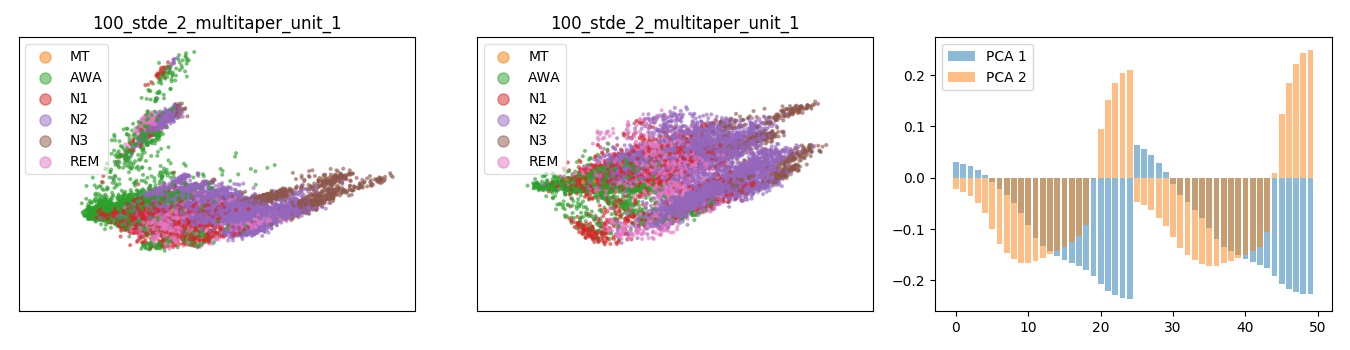 100_stde_2_multitaper_unit_1
MT
AWA
N1
N2
N3
REM
100_stde_2_multitaper_unit_1
MT
AWA
N1
N2
N3
REM
PCA 1
PCA 2
0.2
0.1
0.0
−0.1
−0.2
0 10 20 30 40 50